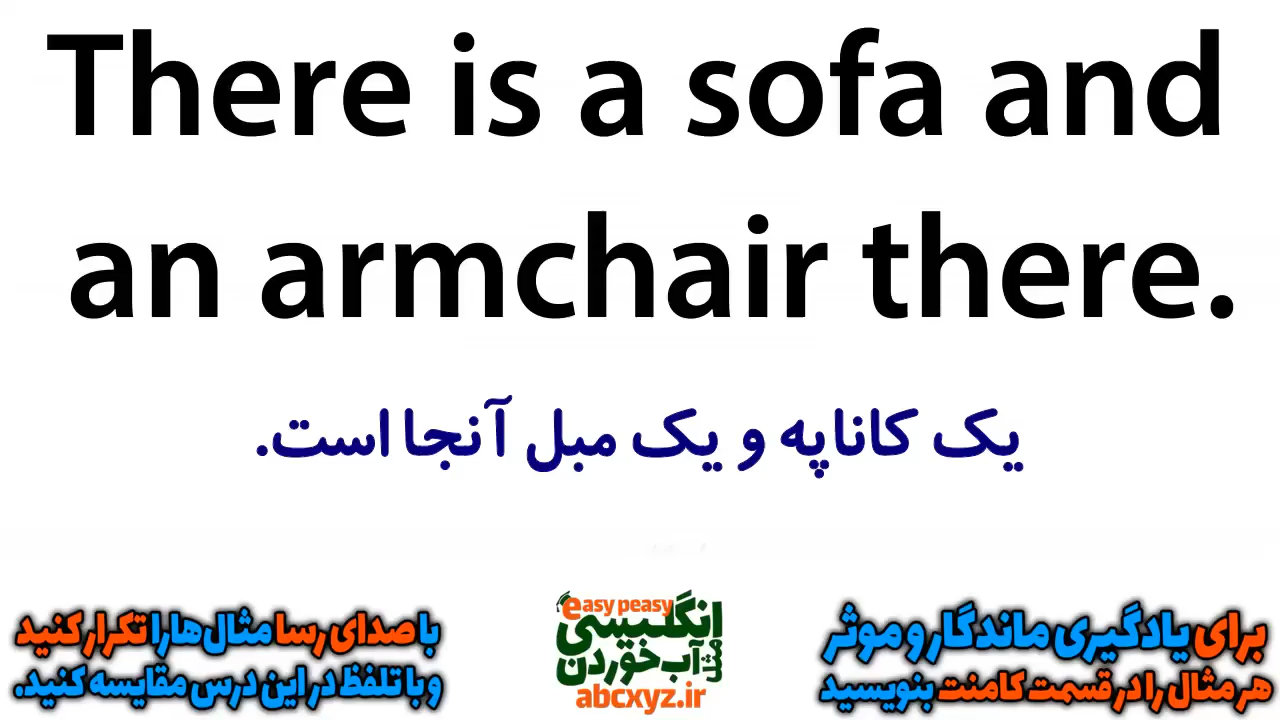 There is a sofa and
an armchair there.
یک کاناپه و یک مبل آنجا است.
برای یادگیری ماندگار و موثر
هر مثال را در قسمت کامنت بنویسید
easy peasy
انگلیسی
مثل آب خوردن
abcxyz.ir
با صدای رسا مثال‌ها را تکرار کنید
و با تلفظ در این درس مقایسه کنید.